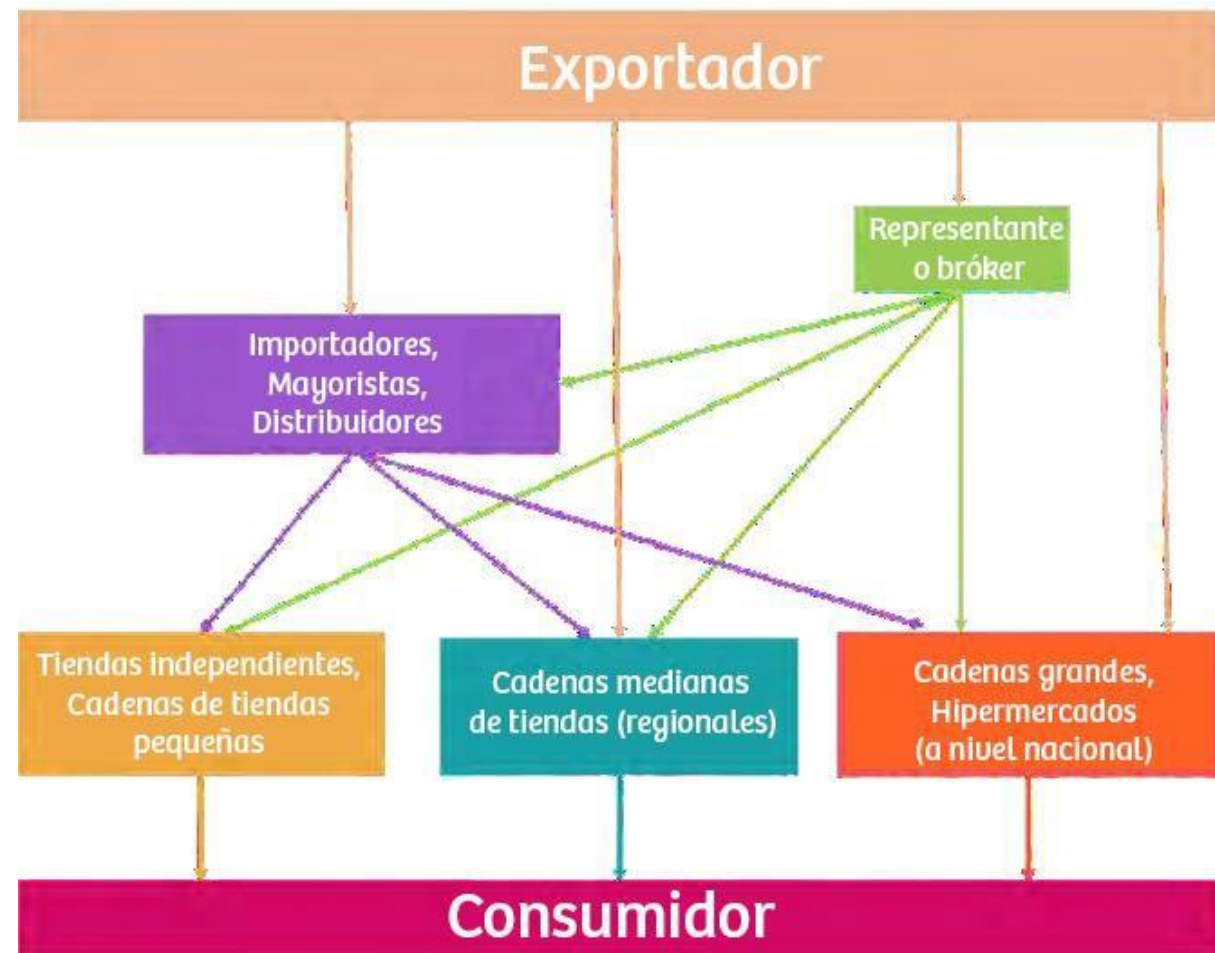 Exportador
Representante
o bróker
Importadores,
Mayoristas,
Distribuidores
Tiendas independientes,
Cadenas de tiendas
pequeñas
Cadenas medianas
de tiendas (regionales)
Cadenas grandes,
Hipermercados
(a nivel nacional)
Consumidor